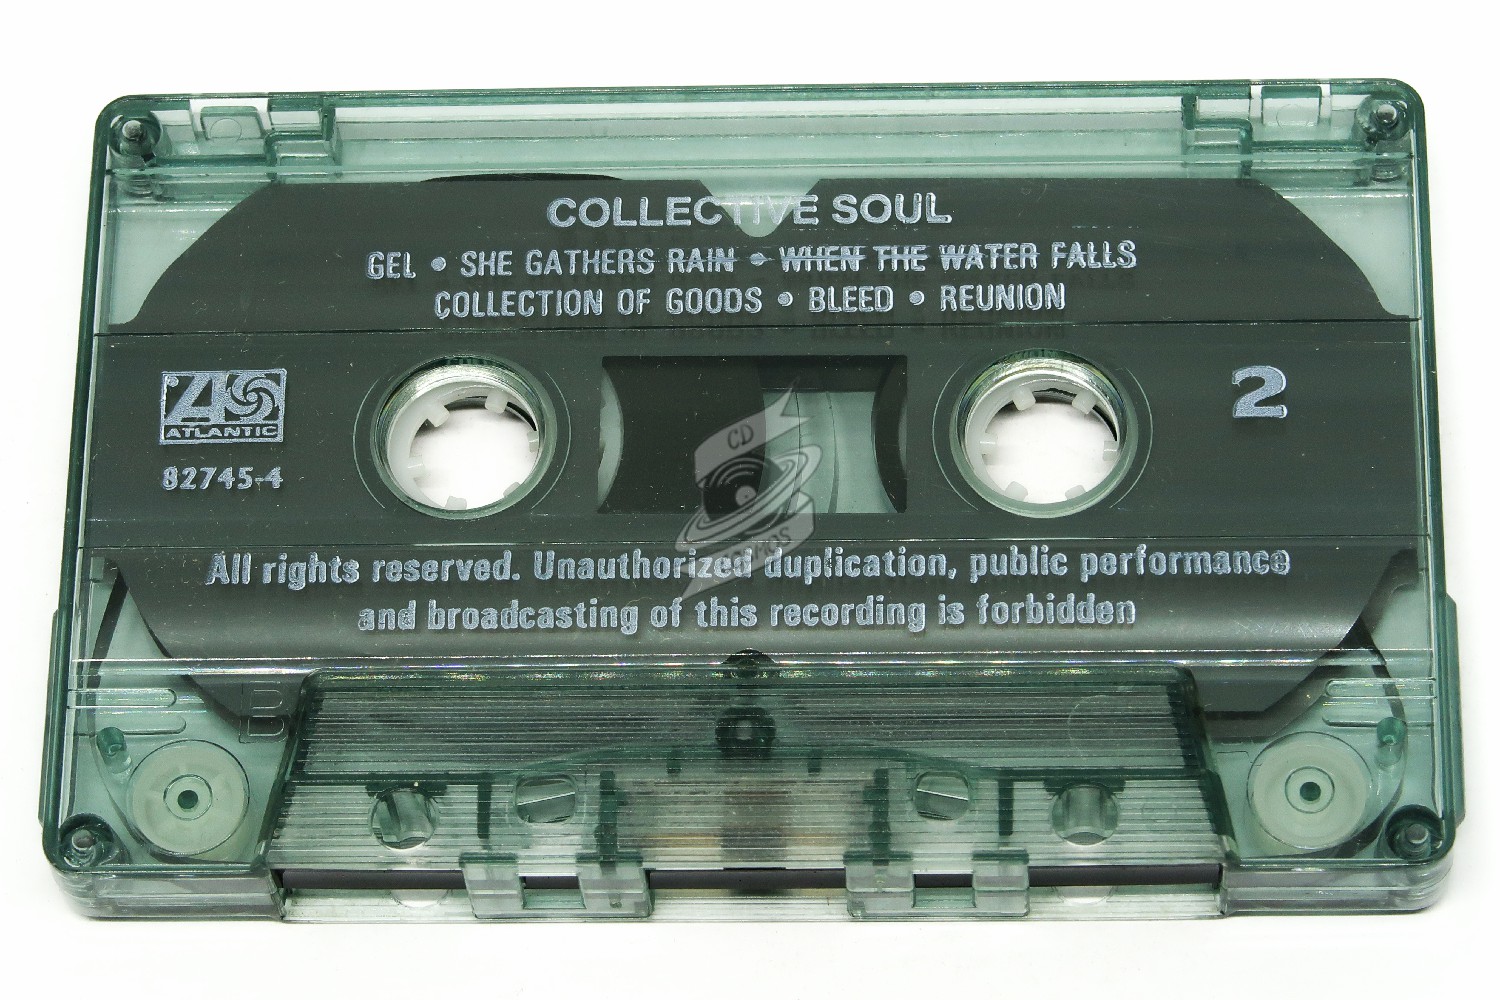 COLLECTIVE SOUL
GEL • SHE GATHERS RAIN • WHEN THE WATER FALLS
COLLECTION OF GOODS • BLEED • REUNION
2
ATLANTIC
82745-4
CD
COSMOS
All rights reserved. Unauthorized duplication, public performance
and broadcasting of this recording is forbidden
B